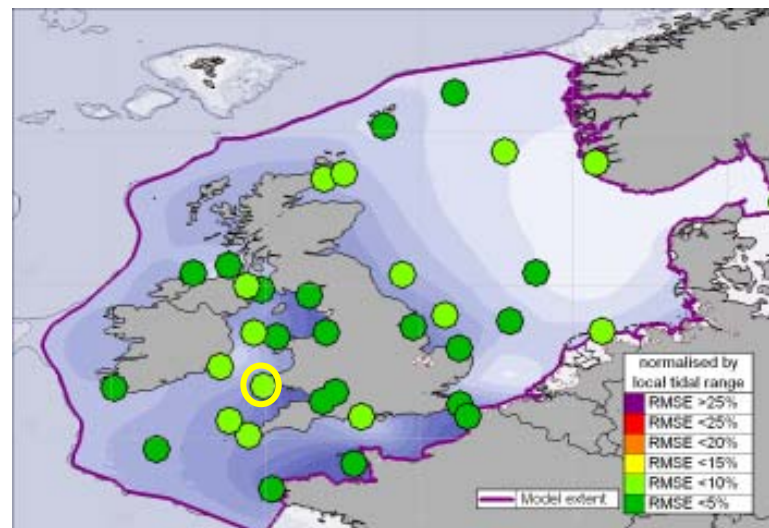 normalised by
local tidal range
RMSE >25%
RMSE <25%
RMSE <20%
RMSE <15%
RMSE <10%
RMSE <5%
Model extent